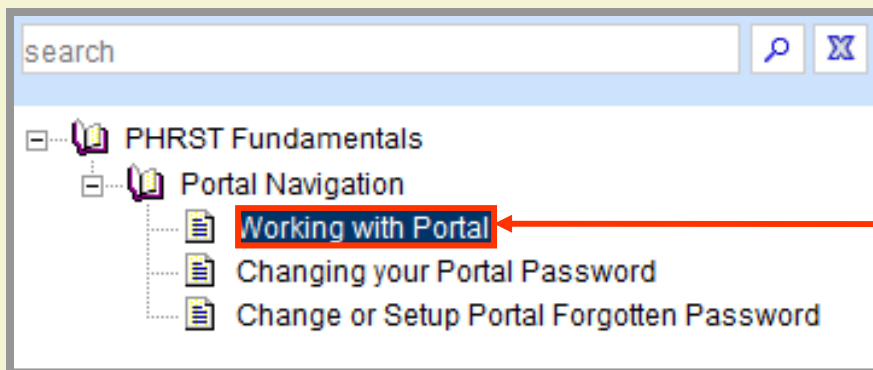 search
PHRST Fundamentals
Portal Navigation
Working with Portal
Changing your Portal Password
Change or Setup Portal Forgotten Password